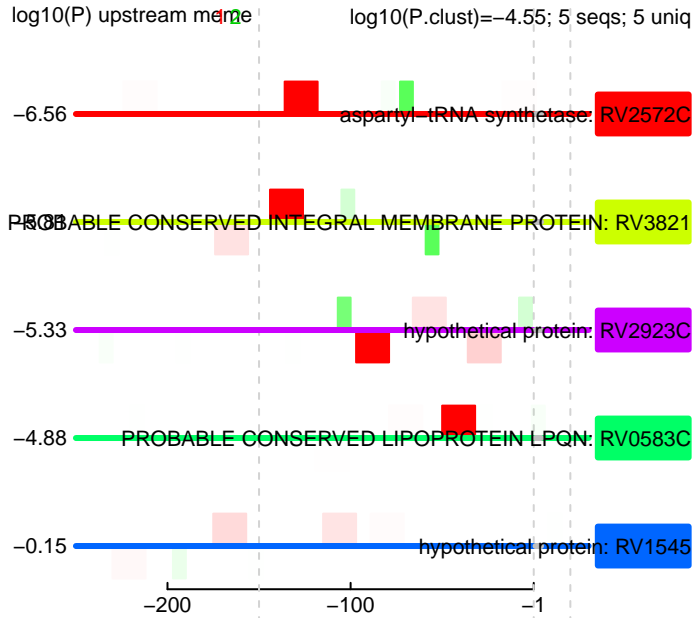 log10(P) upstream meme 1 2 log10(P.clust)=−4.55; 5 seqs; 5 uniq
−6.56 aspartyl−tRNA synthetase: RV2572C
−5.83 PROBABLE CONSERVED INTEGRAL MEMBRANE PROTEIN: RV3821
−5.33 hypothetical protein: RV2923C
−4.88 PROBABLE CONSERVED LIPOPROTEIN LPQN: RV0583C
−0.15 hypothetical protein: RV1545
−200 −100 −1